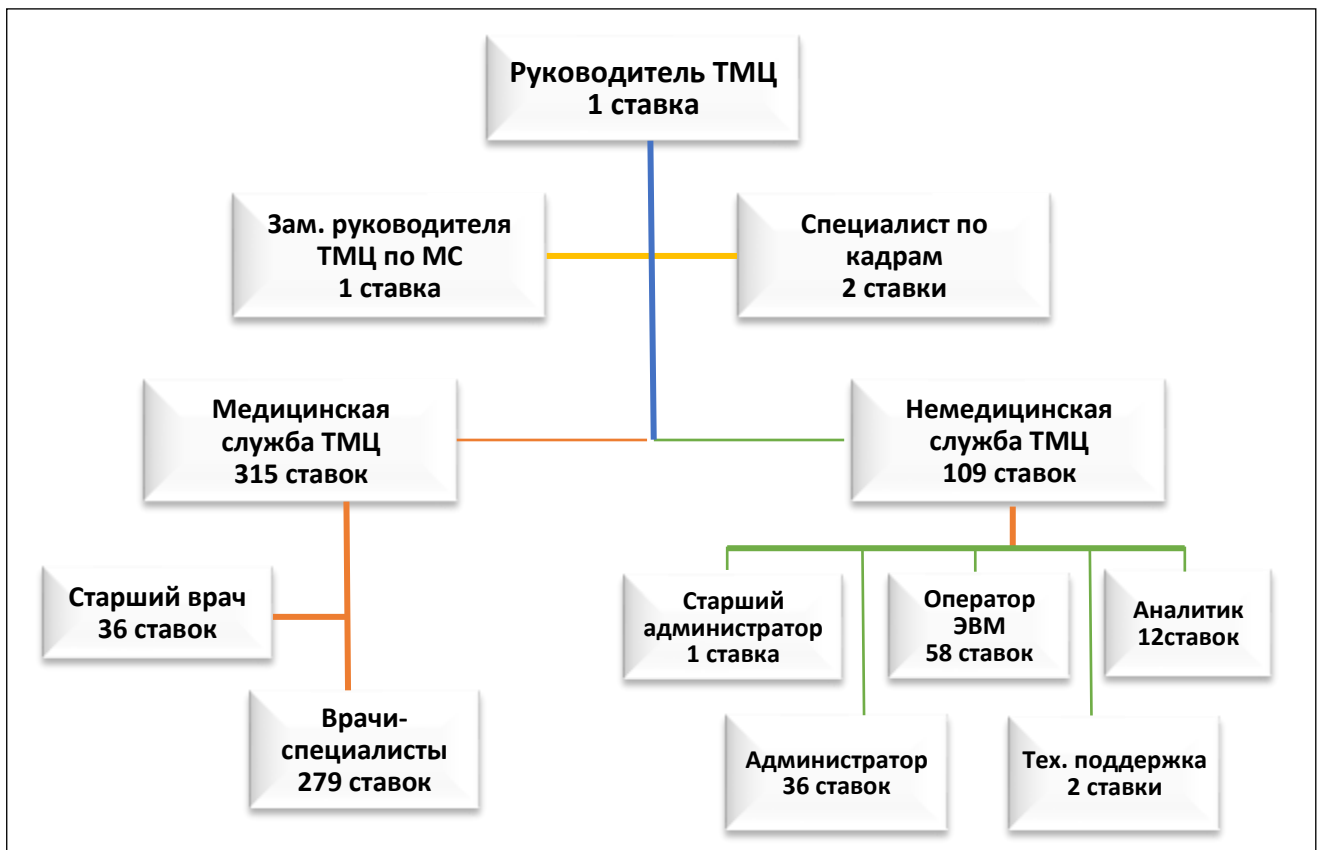 Руководитель ТМЦ
1 ставка
Зам. руководителя
ТМЦ по МС
1 ставка
Специалист по
кадрам
2 ставки
Медицинская
служба ТМЦ
315 ставок
Немедицинская
служба ТМЦ
109 ставок
Старший врач
36 ставок
Врачи-
специалисты
279 ставок
Старший
администратор
1 ставка
Оператор
ЭВМ
58 ставок
Аналитик
12ставок
Администратор
36 ставок
Тех. поддержка
2 ставки